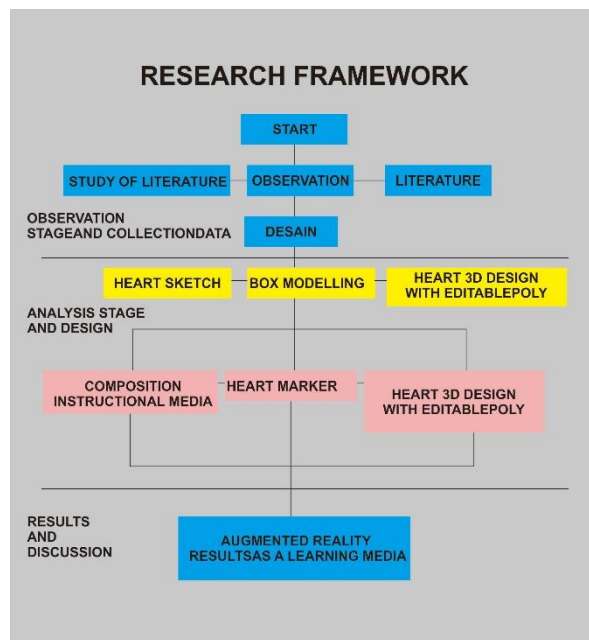 RESEARCH FRAMEWORK
START
STUDY OF LITERATURE
OBSERVATION
LITERATURE
OBSERVATION
STAGEAND COLLECTIONDATA
DESAIN
HEART SKETCH
BOX MODELLING
HEART 3D DESIGN
WITH EDITABLEPOLY
ANALYSIS STAGE
AND DESIGN
COMPOSITION
INSTRUCTIONAL MEDIA
HEART MARKER
HEART 3D DESIGN
WITH EDITABLEPOLY
RESULTS
AND
DISCUSSION
AUGMENTED REALITY
RESULTSAS A LEARNING MEDIA